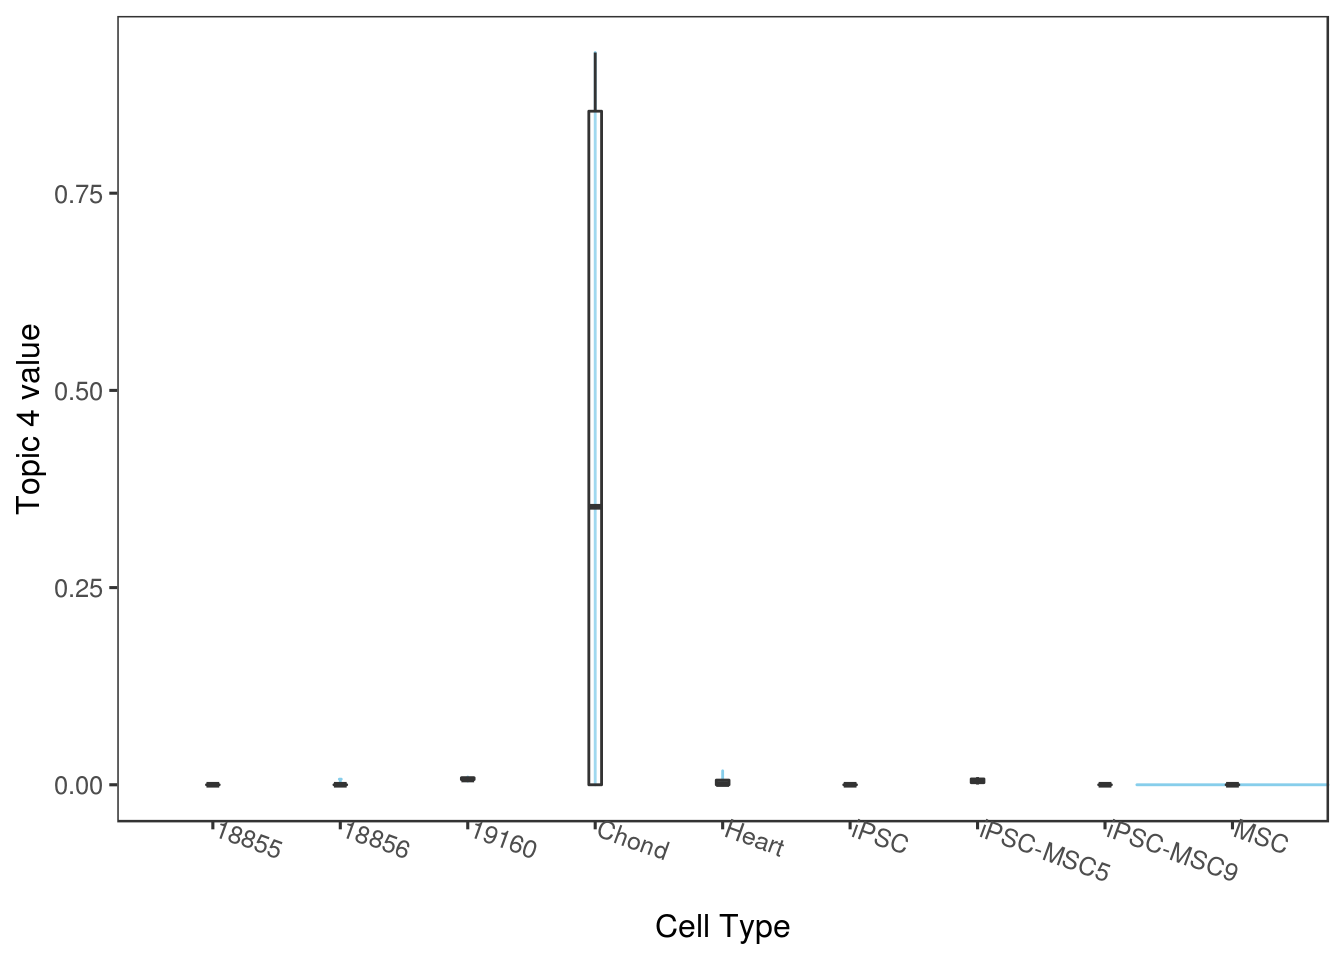 Topic 4 value
0.75
0.50
0.25
0.00
18855
18856
19160
Chond
Heart
iPSC
iPSC-MSC5
iPSC-MSC9
MSC
Cell Type